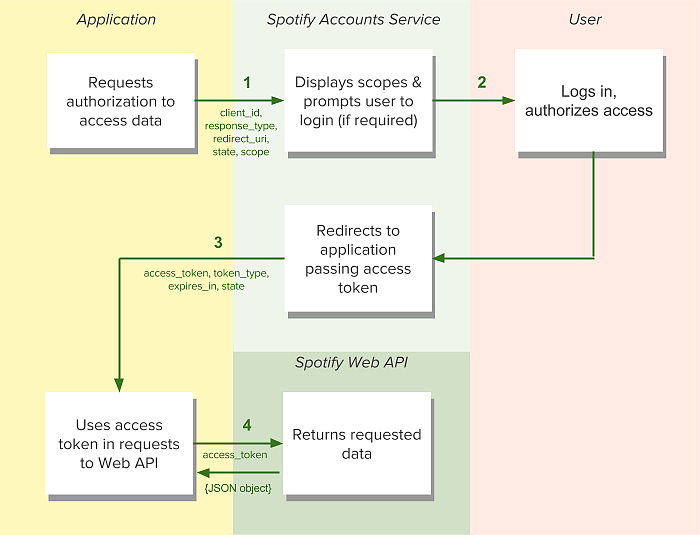 Application
Spotify Accounts Service
User
Requests
authorization to
access data
1
client_id,
response_type,
redirect_uri,
state, scope
Displays scopes &
prompts user to
login (if required)
2
Logs in,
authorizes access
Redirects to
application
passing access
token
3
access_token, token_type,
expires_in, state
Spotify Web API
Uses access
token in requests
to Web API
4
access_token
{JSON object}
Returns requested
data